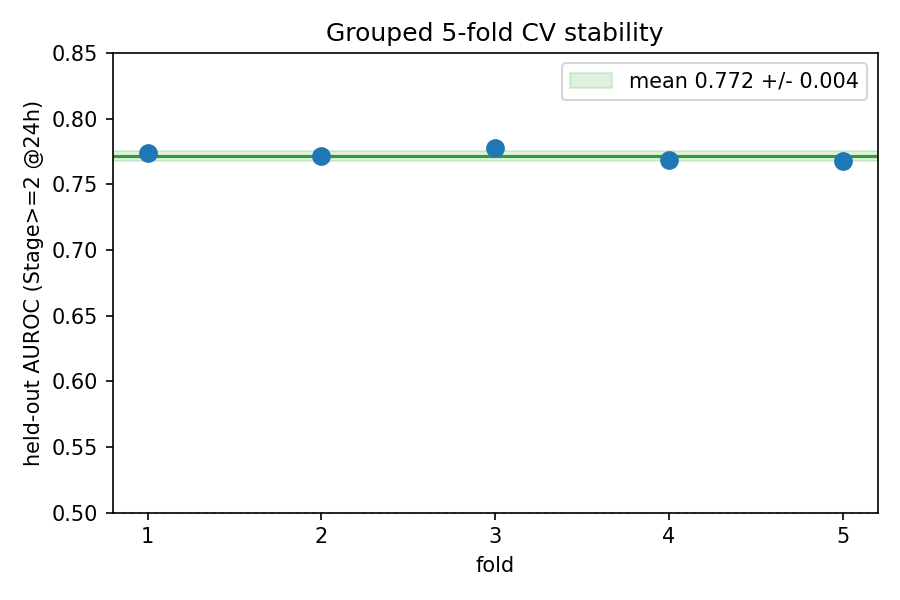 Grouped 5-fold CV stability
mean 0.772 +/- 0.004
held-out AUROC (Stage>=2 @24h)
0.85
0.80
0.75
0.70
0.65
0.60
0.55
0.50
1 2 3 4 5
fold